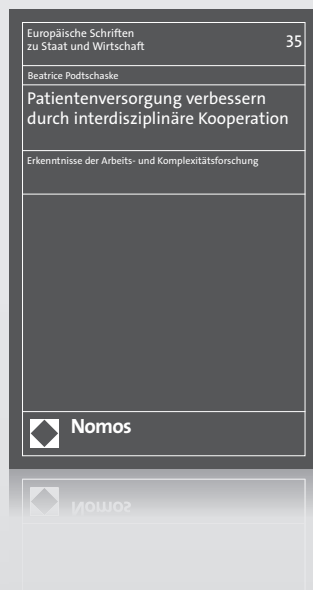 Europäische Schriften
zu Staat und Wirtschaft
35
Beatrice Podtschaske
Patientenversorgung verbessern
durch interdisziplinäre Kooperation
Erkenntnisse der Arbeits- und Komplexitätsforschung
Nomos